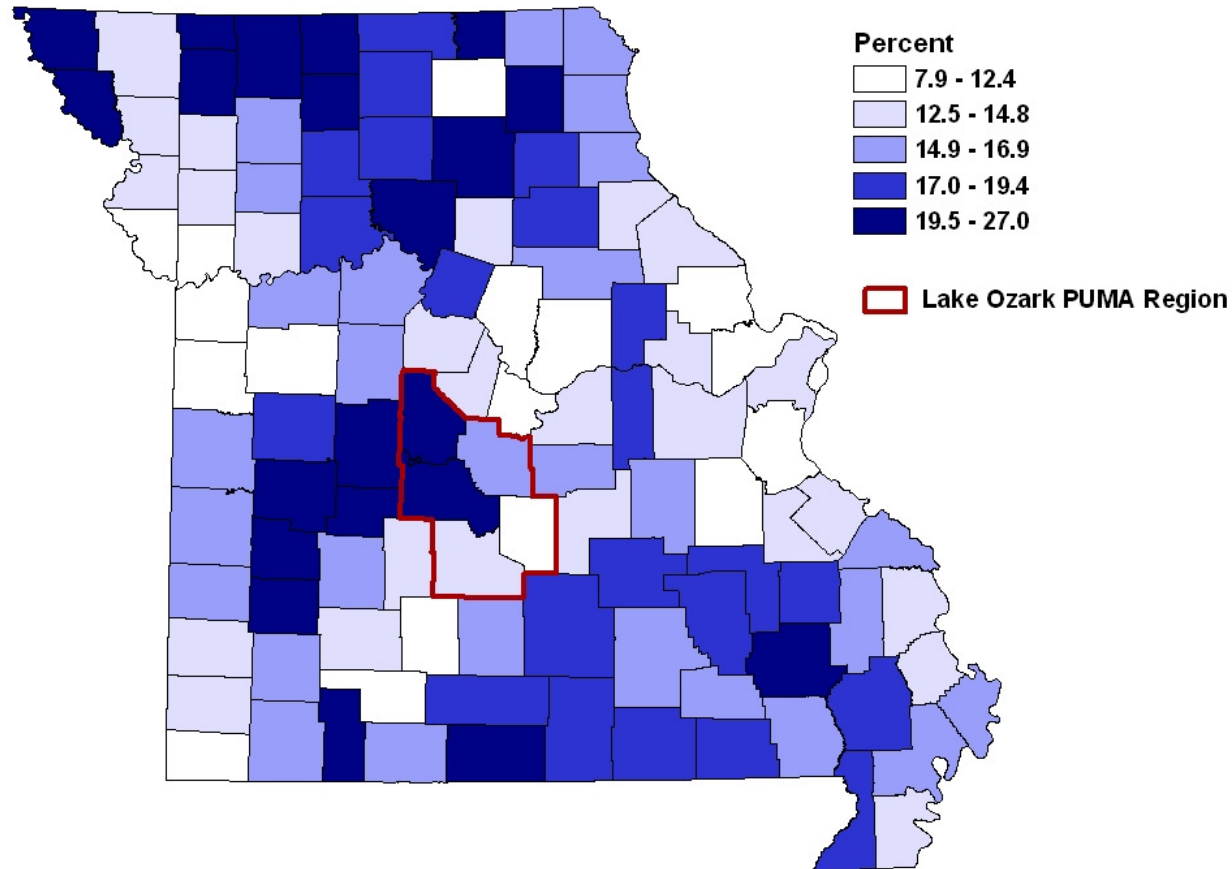 Percent
7.9 - 12.4
12.5 - 14.8
14.9 - 16.9
17.0 - 19.4
19.5 - 27.0
Lake Ozark PUMA Region